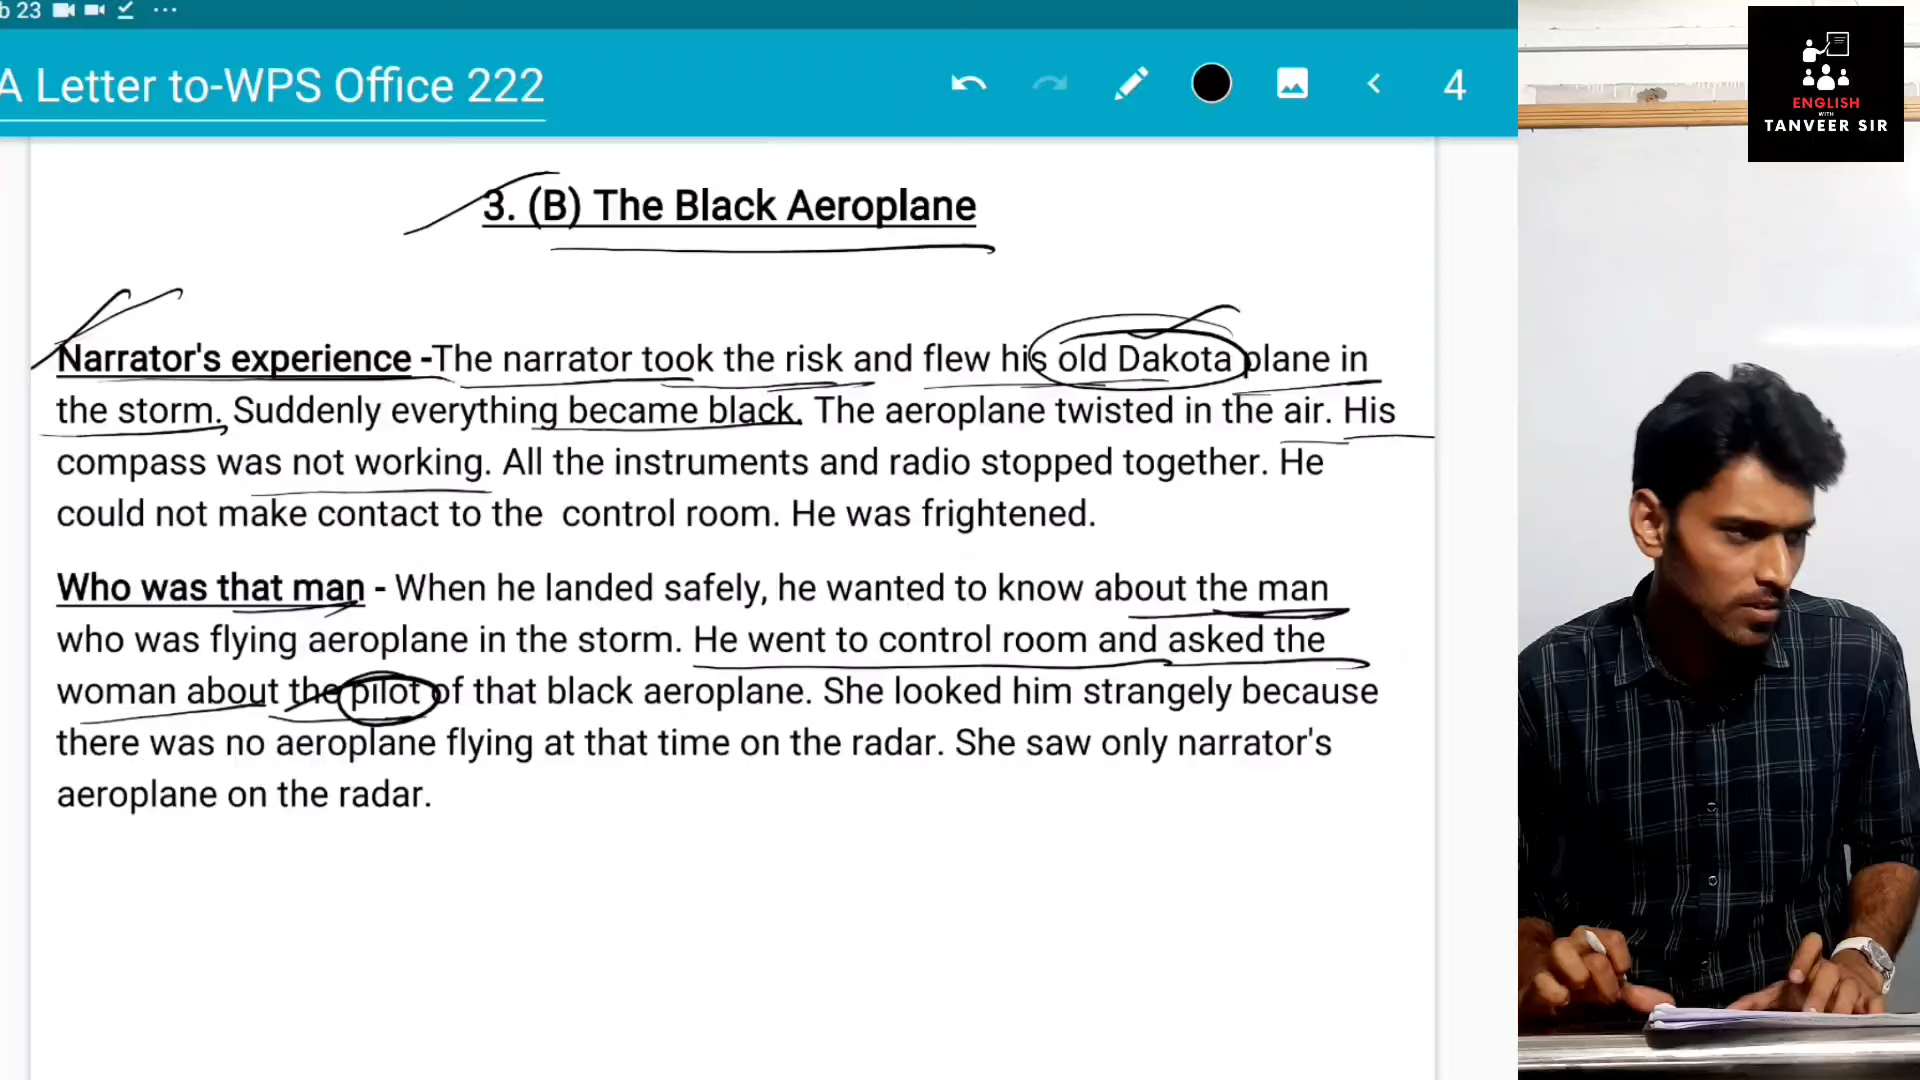 b 23
A Letter to-WPS Office 222
4
ENGLISH
WITH
TANVEER SIR
3. (B) The Black Aeroplane
Narrator's experience -The narrator took the risk and flew his old Dakota plane in
the storm. Suddenly everything became black. The aeroplane twisted in the air. His
compass was not working. All the instruments and radio stopped together. He
could not make contact to the control room. He was frightened.
Who was that man - When he landed safely, he wanted to know about the man
who was flying aeroplane in the storm. He went to control room and asked the
woman about the pilot of that black aeroplane. She looked him strangely because
there was no aeroplane flying at that time on the radar. She saw only narrator's
aeroplane on the radar.